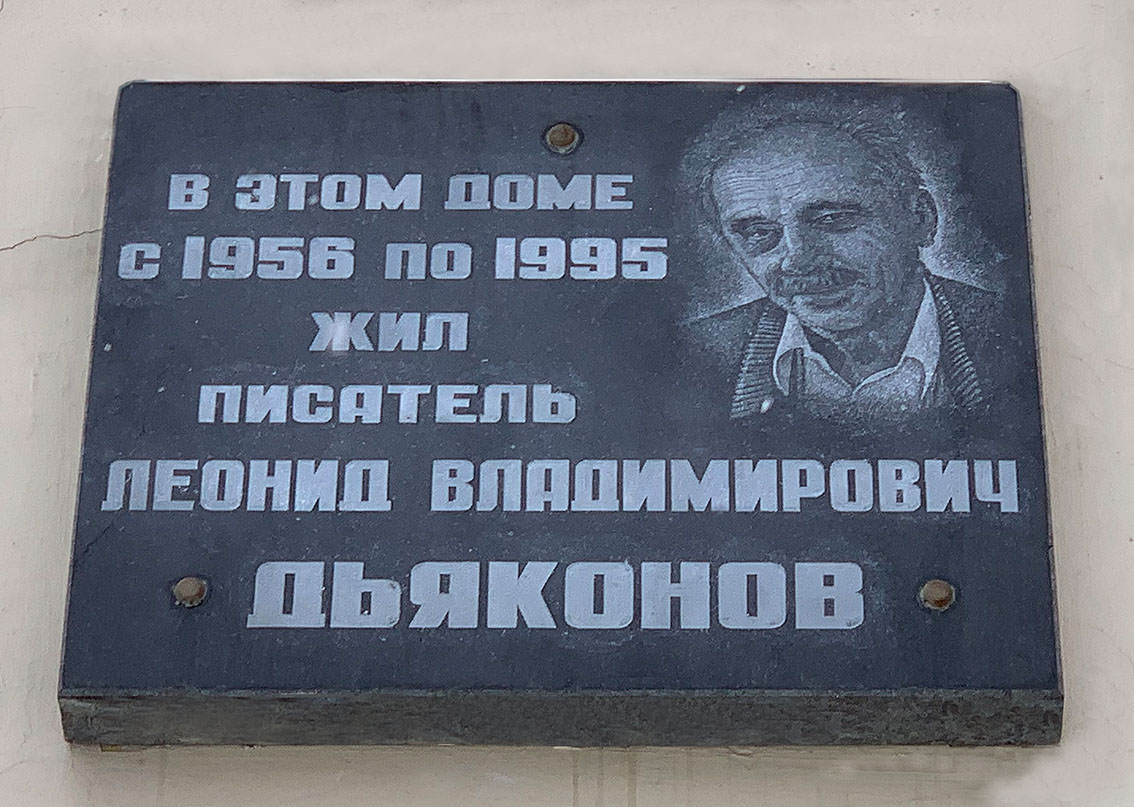 В ЭТОМ ДОМЕ
С 1956 ПО 1995
ЖИЛ
ПИСАТЕЛЬ
ЛЕОНИД ВЛАДИМИРОВИЧ
ДЬЯКОНОВ